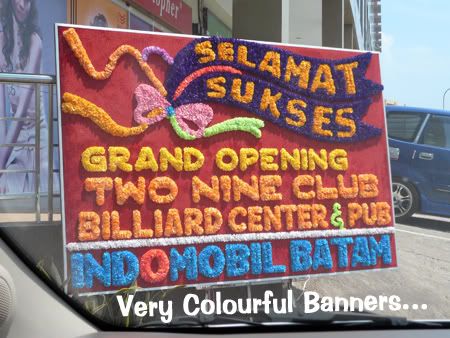 SELAMAT
SUKSES
GRAND OPENING
TWO NINE CLUB
BILLIARD CENTER & PUB
INDOMOBIL BATAM
Very Colourful Banners...